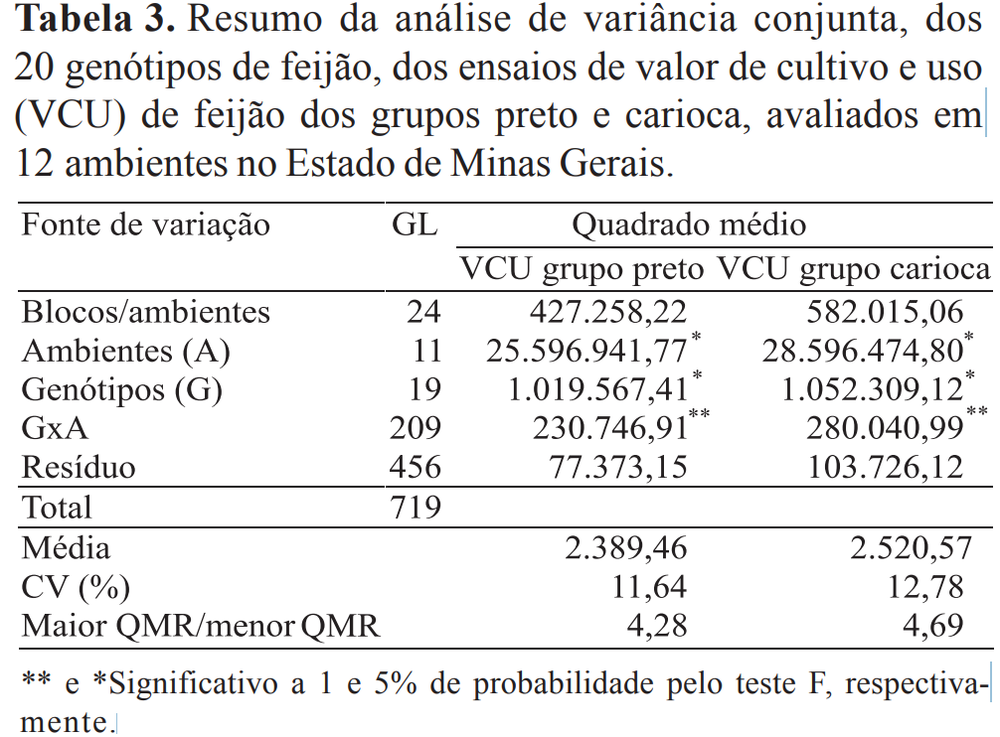 Tabela 3. Resumo da análise de variância conjunta, dos
20 genótipos de feijão, dos ensaios de valor de cultivo e uso
(VCU) de feijão dos grupos preto e carioca, avaliados em
12 ambientes no Estado de Minas Gerais.
Fonte de variação GL Quadrado médio
VCU grupo preto VCU grupo carioca
Blocos/ambientes 24 427.258,22 582.015,06
Ambientes (A) 11 25.596.941,77* 28.596.474,80*
Genótipos (G) 19 1.019.567,41* 1.052.309,12*
GxA 209 230.746,91** 280.040,99**
Resíduo 456 77.373,15 103.726,12
Total 719
Média 2.389,46 2.520,57
CV (%) 11,64 12,78
Maior QMR/menor QMR 4,28 4,69
** e *Significativo a 1 e 5% de probabilidade pelo teste F, respectiva-
mente.